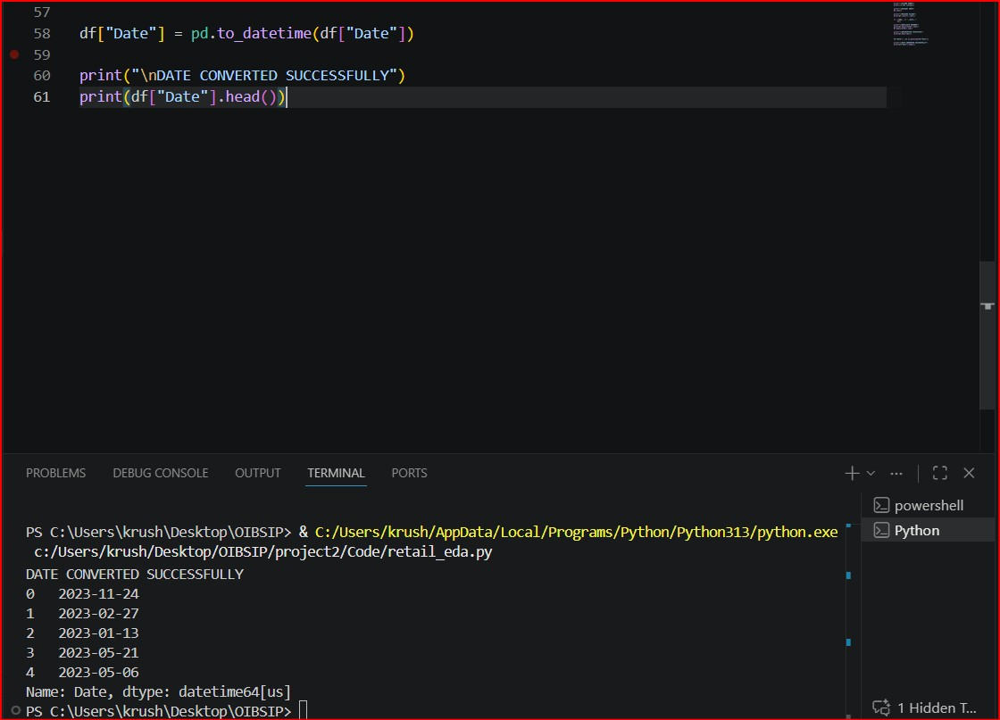 57
58 df["Date"] = pd.to_datetime(df["Date"])
59
60 print("\nDATE CONVERTED SUCCESSFULLY")
61 print(df["Date"].head())
PROBLEMS DEBUG CONSOLE OUTPUT TERMINAL PORTS
powershell
Python
PS C:\Users\krush\Desktop\OIBSIP> & C:/Users/krush/AppData/Local/Programs/Python/Python313/python.exe
c:/Users/krush/Desktop/OIBSIP/project2/Code/retail_eda.py
DATE CONVERTED SUCCESSFULLY
0 2023-11-24
1 2023-02-27
2 2023-01-13
3 2023-05-21
4 2023-05-06
Name: Date, dtype: datetime64[us]
PS C:\Users\krush\Desktop\OIBSIP>
1 Hidden T...